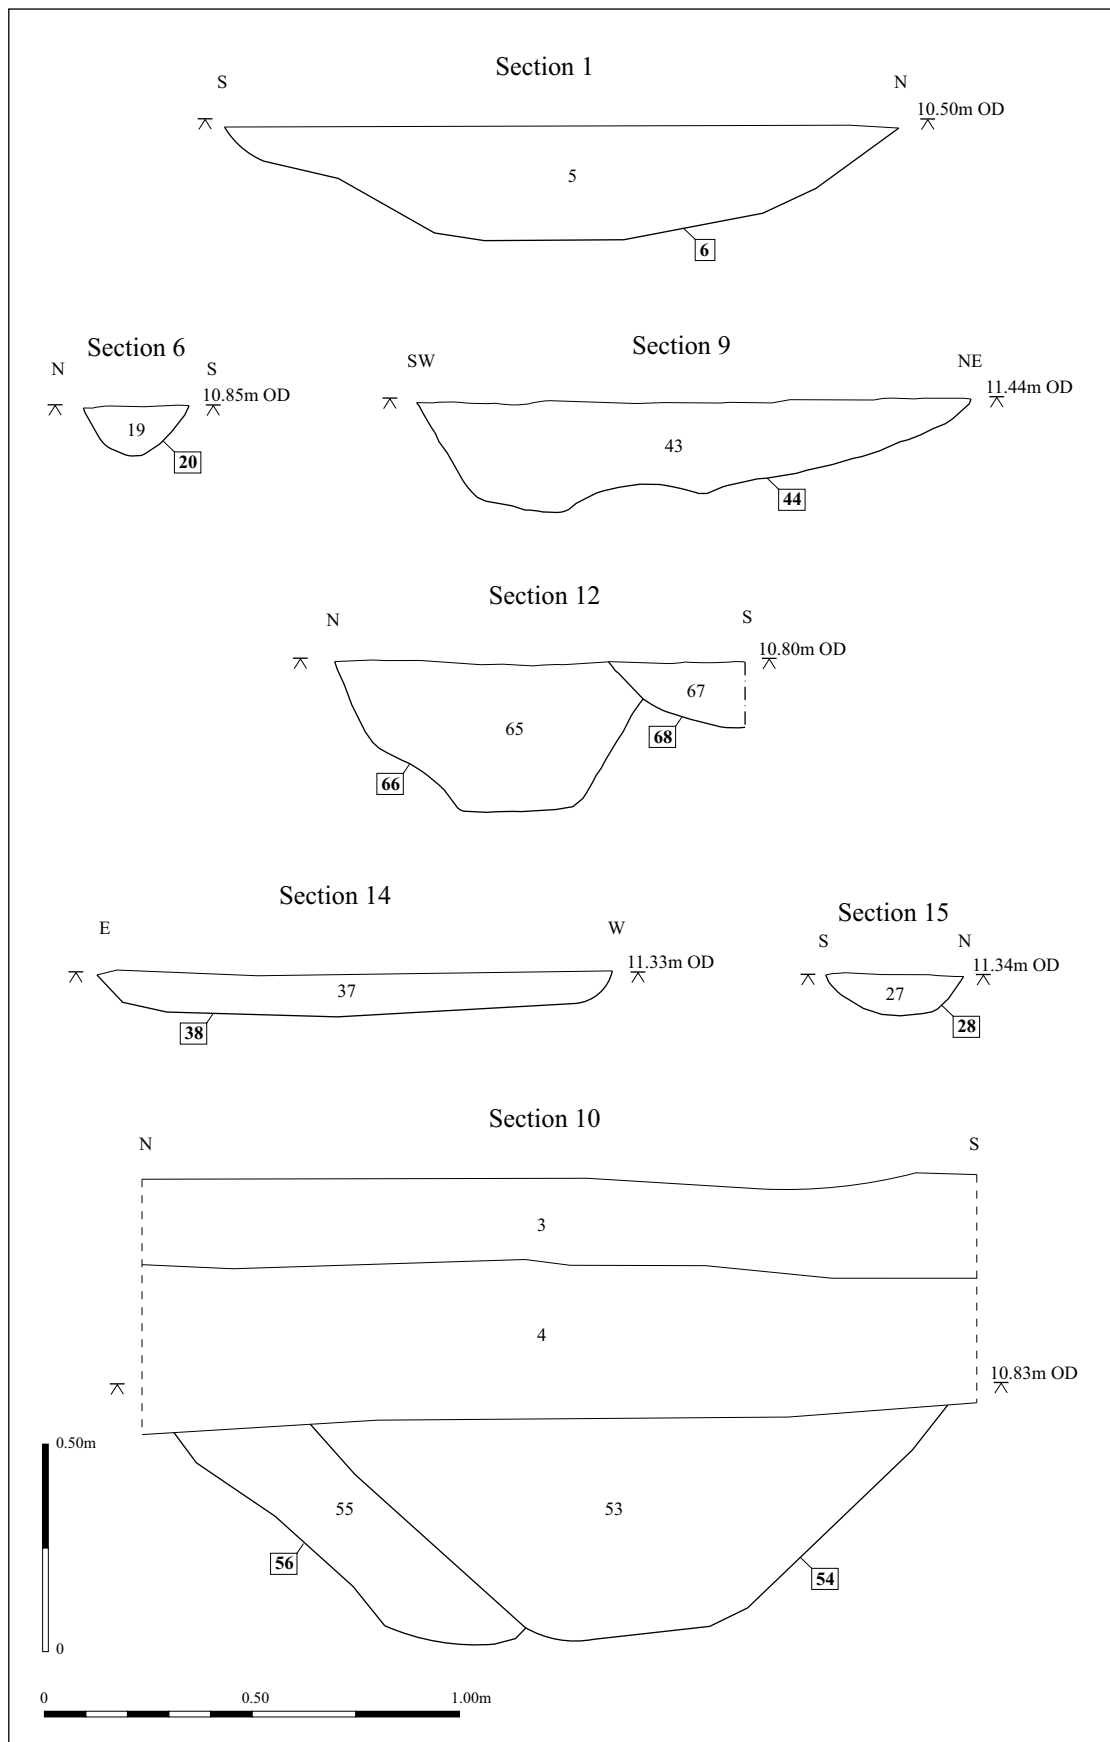 Section 1
S N
10.50m OD
5
6
Section 6
N S
10.85m OD
19
20
Section 9
SW NE
11.44m OD
43
44
Section 12
N S
10.80m OD
67
65
68
66
Section 14
E W
11.33m OD
37
38
Section 15
S N
11.34m OD
27
28
Section 10
N S
3
4
10.83m OD
0.50m
55 53
56
54
0
0 0.50 1.00m